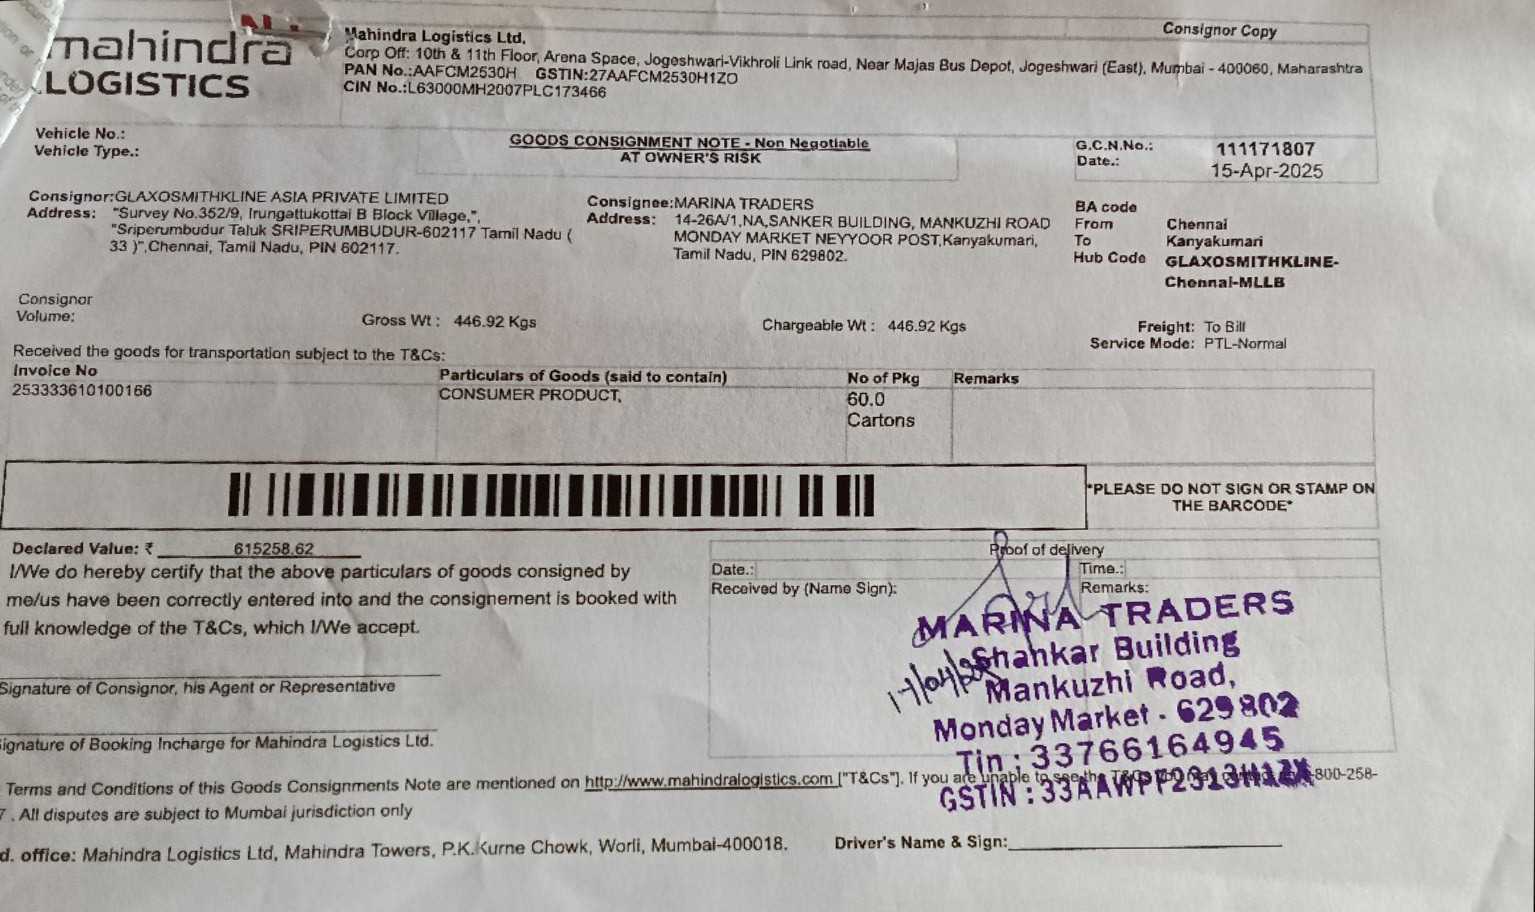 mahindra
LOGISTICS
Mahindra Logistics Ltd.
Corp Off: 10th & 11th Floor, Arena Space, Jogeshwari-Vikhroli Link road, Near Majas Bus Depot, Jogeshwari (East), Mumbai - 400060, Maharashtra
PAN No.:AAFCM2530H GSTIN:27AAFCM2530H1ZO
CIN No.:L63000MH2007PLC173466
Consignor Copy
Vehicle No.:
Vehicle Type.:
GOODS CONSIGNMENT NOTE - Non Negotiable
AT OWNER'S RISK
G.C.N.No.: 111171807
Date.: 15-Apr-2025
Consignor:GLAXOSMITHKLINE ASIA PRIVATE LIMITED
Address: "Survey No.352/9, Irungattukottai B Block Village,",
"Sriperumbudur Taluk SRIPERUMBUDUR-602117 Tamil Nadu (
33 )",Chennai, Tamil Nadu, PIN 602117.
Consignee:MARINA TRADERS
Address: 14-26A/1,NA,SANKER BUILDING, MANKUZHI ROAD
MONDAY MARKET NEYYOOR POST,Kanyakumari,
Tamil Nadu, PIN 629802.
BA code
From Chennai
To Kanyakumari
Hub Code GLAXOSMITHKLINE-
Chennai-MLLB
Consignor
Volume:
Gross Wt : 446.92 Kgs
Chargeable Wt : 446.92 Kgs
Freight: To Bill
Service Mode: PTL-Normal
Received the goods for transportation subject to the T&Cs:
Invoice No Particulars of Goods (said to contain) No of Pkg Remarks
253333610100166 CONSUMER PRODUCT, 60.0
Cartons
*PLEASE DO NOT SIGN OR STAMP ON
THE BARCODE*
Declared Value: ₹ 615258.62
I/We do hereby certify that the above particulars of goods consigned by
me/us have been correctly entered into and the consignement is booked with
full knowledge of the T&Cs, which I/We accept.
Proof of delivery
Date.: Time.:
Received by (Name Sign): Remarks:
MARINA TRADERS
Shankar Building
Mankuzhi Road,
Monday Market - 629802
Tin : 33766164945
17/04/25
Signature of Consignor, his Agent or Representative
ignature of Booking Incharge for Mahindra Logistics Ltd.
Terms and Conditions of this Goods Consignments Note are mentioned on http://www.mahindralogistics.com ["T&Cs"]. If you are unable to see the T&Cs you may -800-258-
7 . All disputes are subject to Mumbai jurisdiction only
GSTIN :
d. office: Mahindra Logistics Ltd, Mahindra Towers, P.K.Kurne Chowk, Worli, Mumbai-400018.
Driver's Name & Sign: